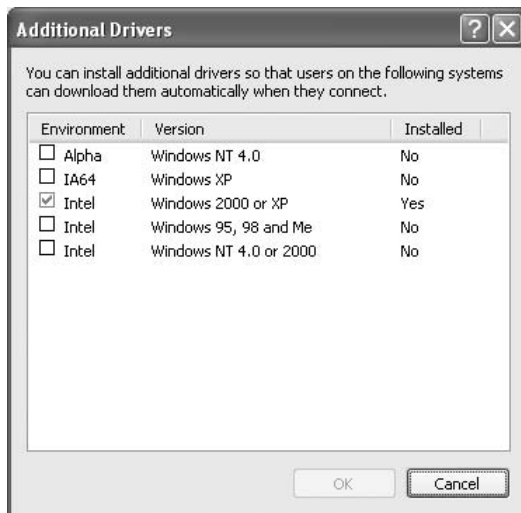 Additional Drivers
You can install additional drivers so that users on the following systems
can download them automatically when they connect.
Environment Version Installed
Alpha Windows NT 4.0 No
IA64 Windows XP No
Intel Windows 2000 or XP Yes
Intel Windows 95, 98 and Me No
Intel Windows NT 4.0 or 2000 No
OK Cancel